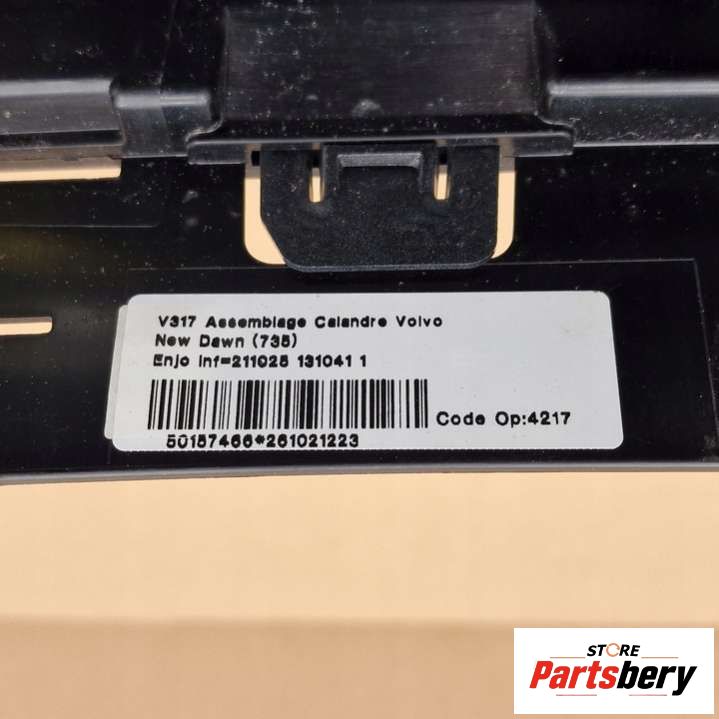 V317 Assemblage Calandre Volvo
New Dawn (735)
Enjo Inf=211025 131041 1
Code Op:4217
50157466*261021223
STORE
Partsbery